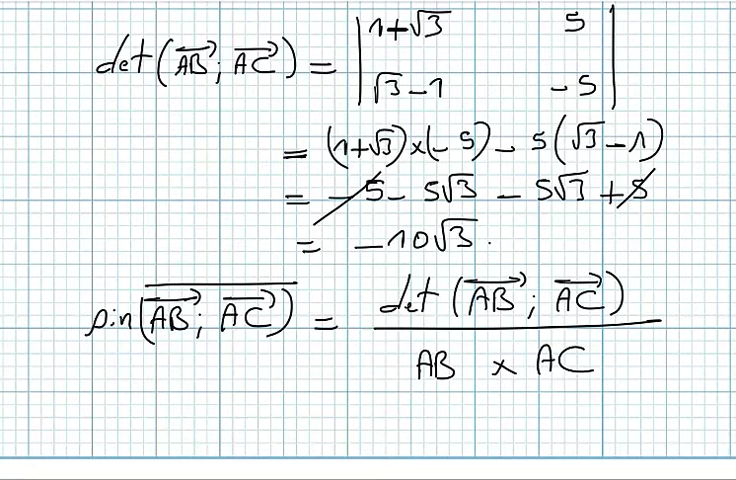 det(AB⃗; AC⃗) = |1+√3 5|
|√3 - 1 -5|
= (1+√3)×(-5) - 5(√3 - 1)
= -5 - 5√3 - 5√3 + 5
= -10√3.
sin(AB⃗; AC⃗) = det(AB⃗; AC⃗)
AB × AC